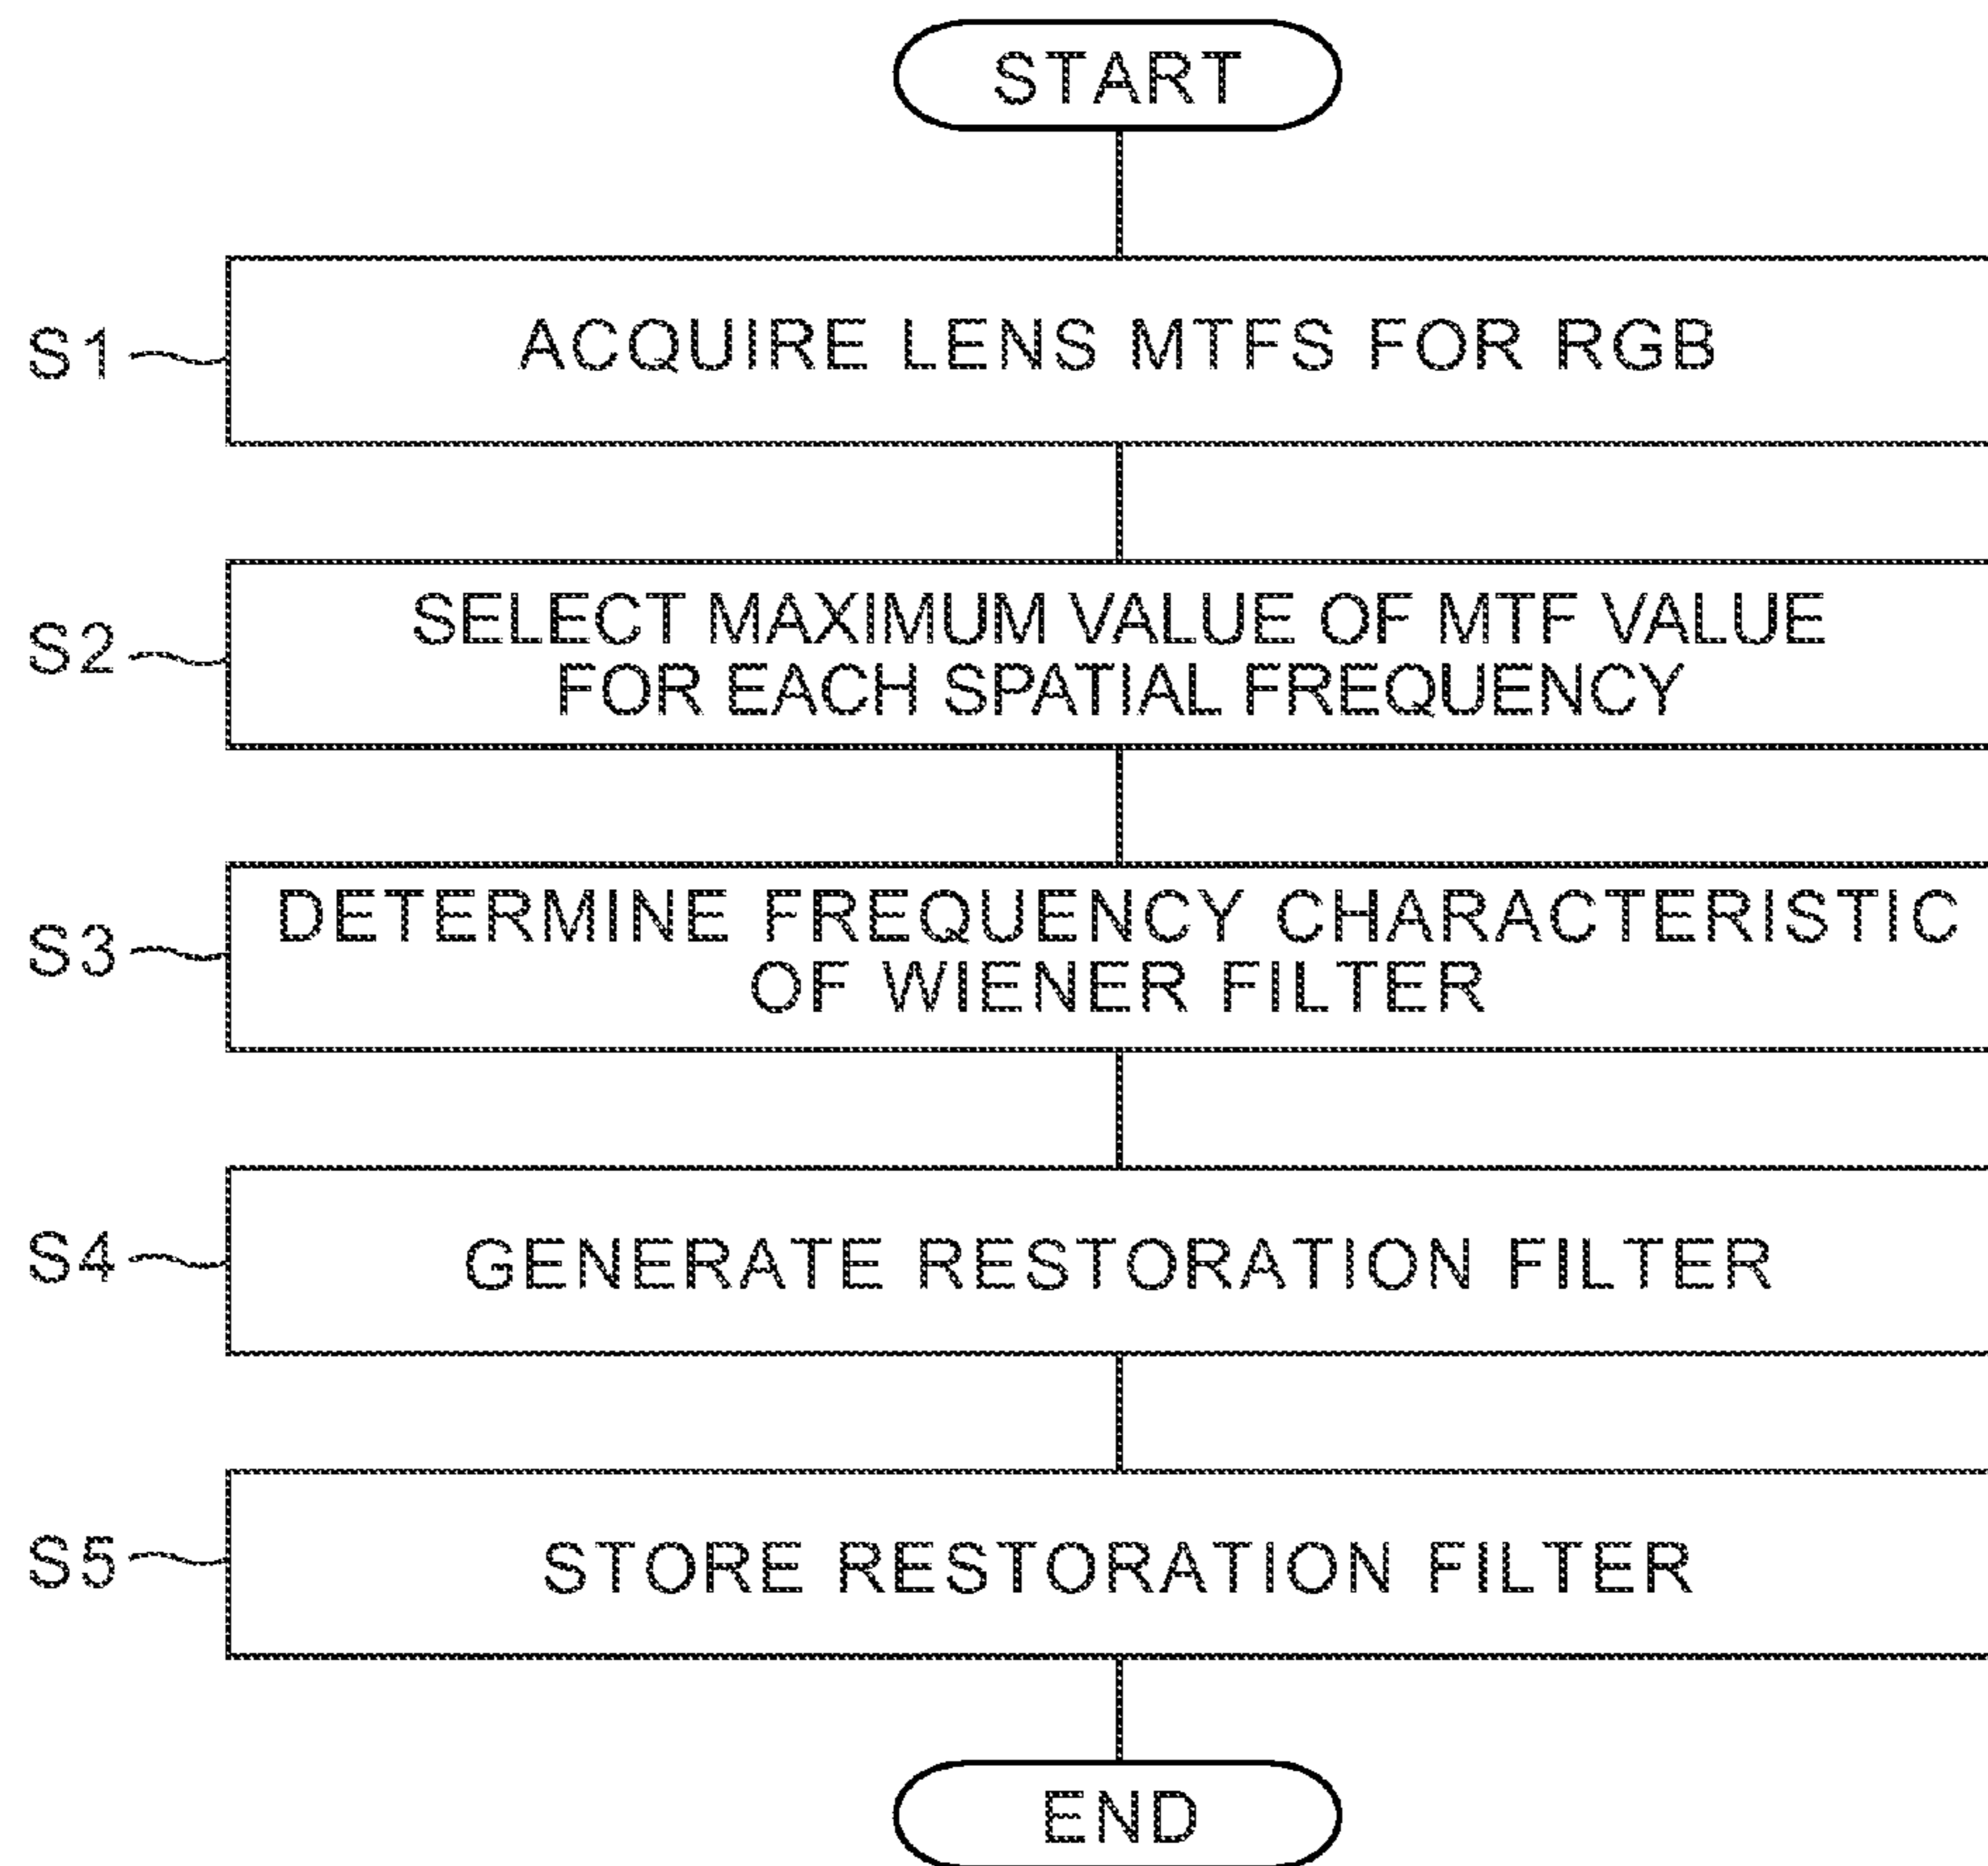 START
S1
ACQUIRE LENS MTFS FOR RGB
S2
SELECT MAXIMUM VALUE OF MTF VALUE
FOR EACH SPATIAL FREQUENCY
S3
DETERMINE FREQUENCY CHARACTERISTIC
OF WIENER FILTER
S4
GENERATE RESTORATION FILTER
S5
STORE RESTORATION FILTER
END